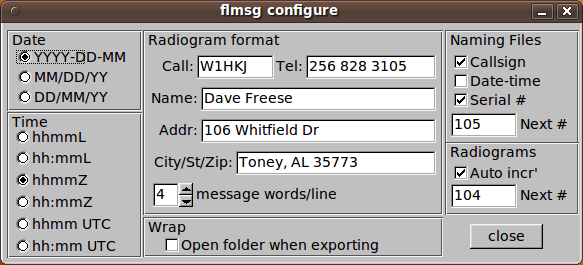 flmsg configure
Date
YYYY-DD-MM
MM/DD/YY
DD/MM/YY
Time
hhmmL
hh:mmL
hhmmZ
hh:mmZ
hhmm UTC
hh:mm UTC
Radiogram format
Call: W1HKJ Tel: 256 828 3105
Name: Dave Freese
Addr: 106 Whitfield Dr
City/St/Zip: Toney, AL 35773
4 message words/line
Wrap
Open folder when exporting
Naming Files
Callsign
Date-time
Serial #
105 Next #
Radiograms
Auto incr'
104 Next #
close